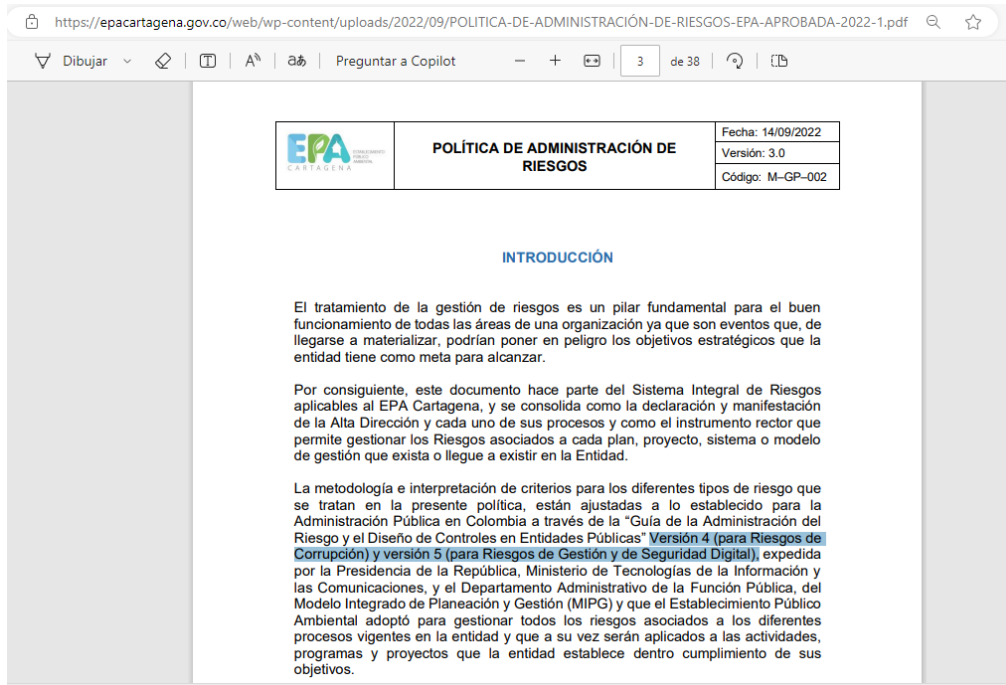 https://epacartagena.gov.co/web/wp-content/uploads/2022/09/POLITICA-DE-ADMINISTRACIÓN-DE-RIESGOS-EPA-APROBADA-2022-1.pdf
Dibujar
T
A
aあ
Preguntar a Copilot
3
de 38
EPA
ESTABLECIMIENTO
PÚBLICO
AMBIENTAL
CARTAGENA
POLÍTICA DE ADMINISTRACIÓN DE
RIESGOS
Fecha: 14/09/2022
Versión: 3.0
Código: M–GP–002
INTRODUCCIÓN
El tratamiento de la gestión de riesgos es un pilar fundamental para el buen
funcionamiento de todas las áreas de una organización ya que son eventos que, de
llegarse a materializar, podrían poner en peligro los objetivos estratégicos que la
entidad tiene como meta para alcanzar.
Por consiguiente, este documento hace parte del Sistema Integral de Riesgos
aplicables al EPA Cartagena, y se consolida como la declaración y manifestación
de la Alta Dirección y cada uno de sus procesos y como el instrumento rector que
permite gestionar los Riesgos asociados a cada plan, proyecto, sistema o modelo
de gestión que exista o llegue a existir en la Entidad.
La metodología e interpretación de criterios para los diferentes tipos de riesgo que
se tratan en la presente política, están ajustadas a lo establecido para la
Administración Pública en Colombia a través de la “Guía de la Administración del
Riesgo y el Diseño de Controles en Entidades Públicas” Versión 4 (para Riesgos de
Corrupción) y versión 5 (para Riesgos de Gestión y de Seguridad Digital), expedida
por la Presidencia de la República, Ministerio de Tecnologías de la Información y
las Comunicaciones, y el Departamento Administrativo de la Función Pública, del
Modelo Integrado de Planeación y Gestión (MIPG) y que el Establecimiento Público
Ambiental adoptó para gestionar todos los riesgos asociados a los diferentes
procesos vigentes en la entidad y que a su vez serán aplicados a las actividades,
programas y proyectos que la entidad establece dentro cumplimiento de sus
objetivos.